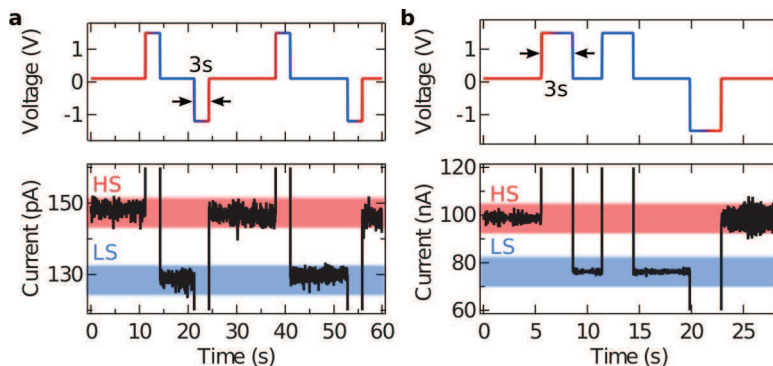 a
b
Voltage (V)
1
0
-1
3s
Voltage (V)
1
0
-1
3s
Current (pA)
150
130
HS
LS
0 10 20 30 40 50 60
Time (s)
Current (nA)
120
100
80
60
HS
LS
0 5 10 15 20 25
Time (s)